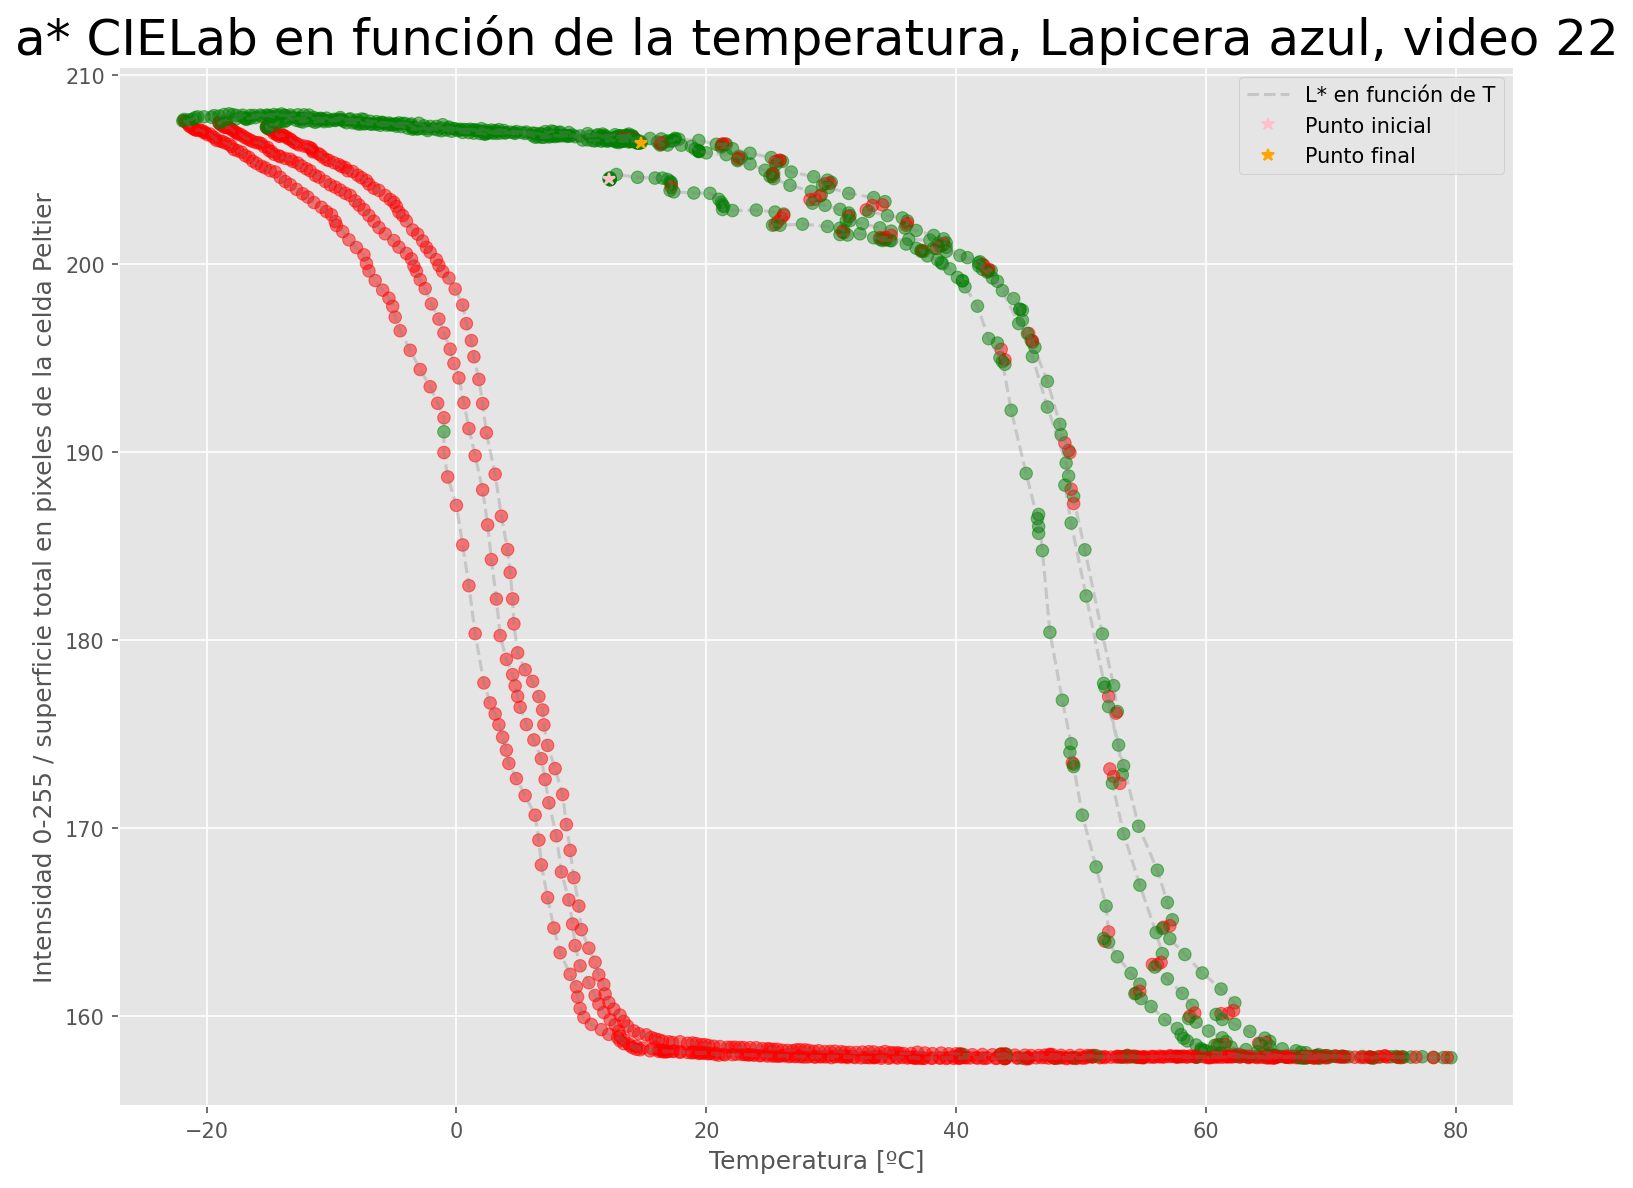 a* CIELab en función de la temperatura, Lapicera azul, video 22
Intensidad 0-255 / superficie total en pixeles de la celda Peltier
210
200
190
180
170
160
L* en función de T
Punto inicial
Punto final
−20
0
20
40
60
80
Temperatura [ºC]